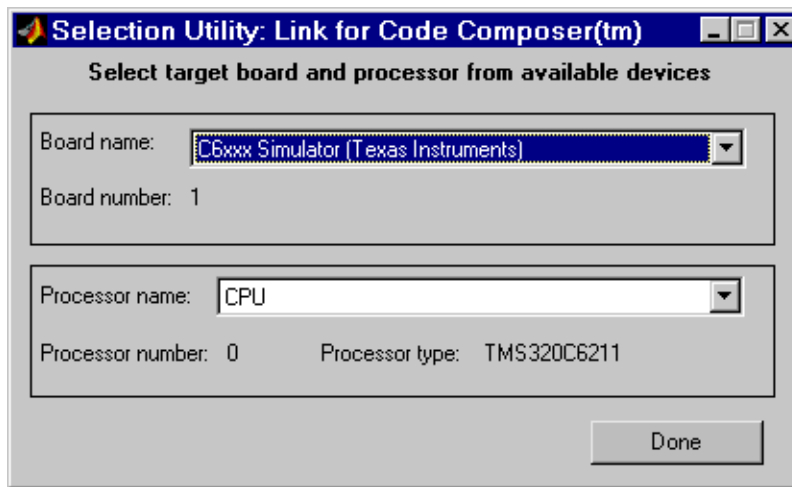 Selection Utility: Link for Code Composer(tm)
Select target board and processor from available devices
Board name: C6xxx Simulator (Texas Instruments)
Board number: 1
Processor name: CPU
Processor number: 0 Processor type: TMS320C6211
Done